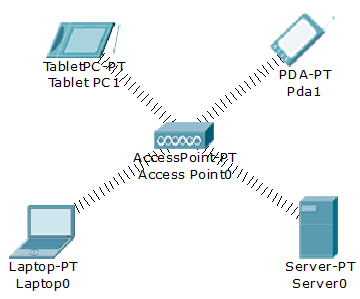 TabletPC-PT
Tablet PC1
PDA-PT
Pda1
AccessPoint-PT
Access Point0
Laptop-PT
Laptop0
Server-PT
Server0